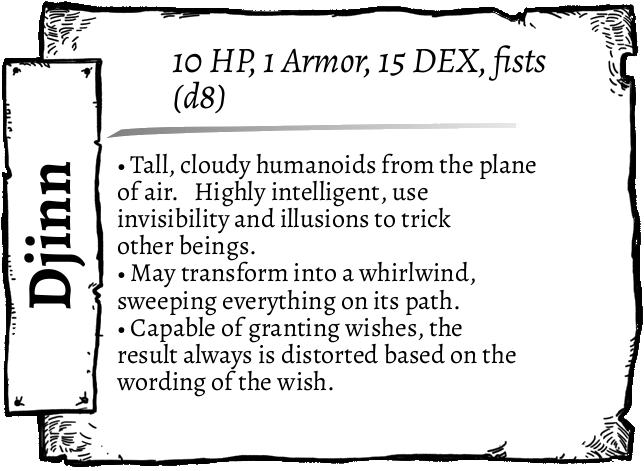 Djinn
10 HP, 1 Armor, 15 DEX, fists
(d8)
• Tall, cloudy humanoids from the plane
of air. Highly intelligent, use
invisibility and illusions to trick
other beings.
• May transform into a whirlwind,
sweeping everything on its path.
• Capable of granting wishes, the
result always is distorted based on the
wording of the wish.